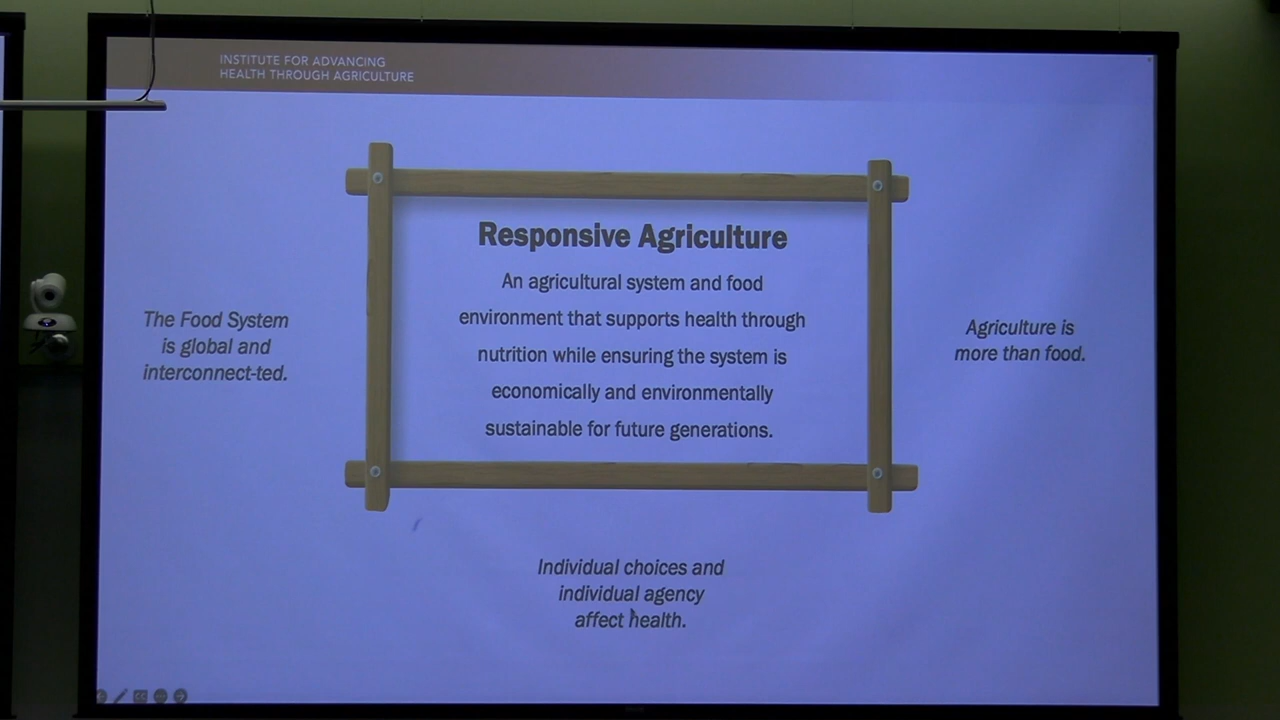 INSTITUTE FOR ADVANCING
HEALTH THROUGH AGRICULTURE
Responsive Agriculture
An agricultural system and food
environment that supports health through
nutrition while ensuring the system is
economically and environmentally
sustainable for future generations.
The Food System
is global and
interconnect-ted.
Agriculture is
more than food.
Individual choices and
individual agency
affect health.